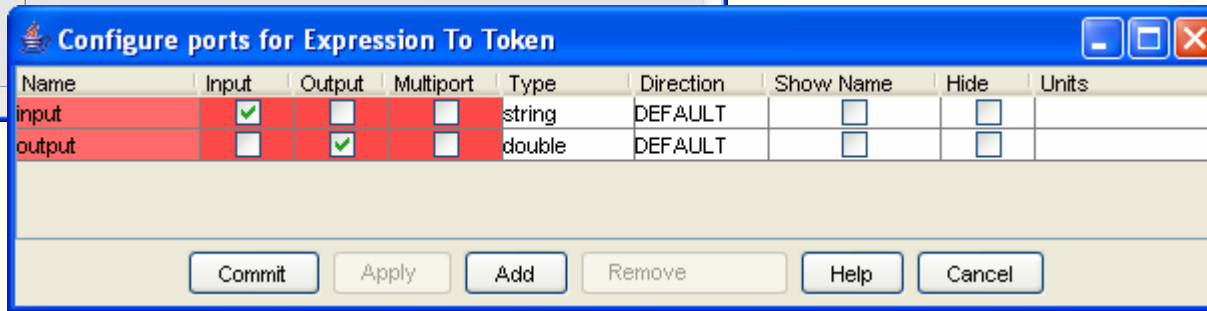 Configure ports for Expression To Token
Name Input Output Multiport Type Direction Show Name Hide Units
input string DEFAULT
output double DEFAULT
Commit Apply Add Remove Help Cancel